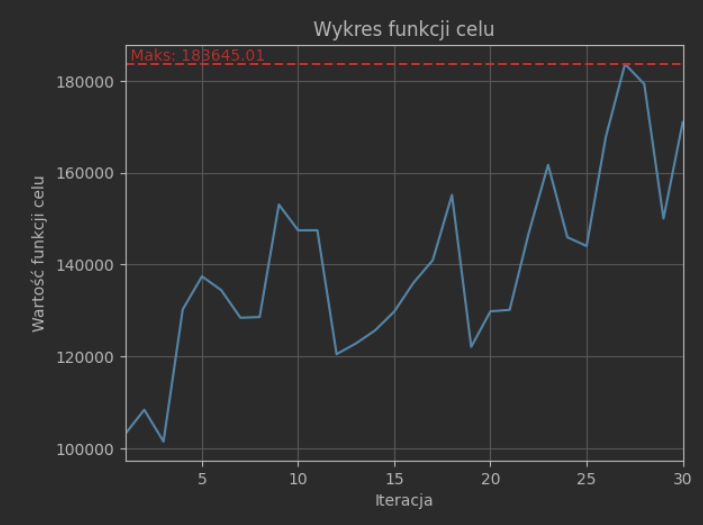 Wykres funkcji celu
Maks: 183645.01
180000
160000
140000
120000
100000
Wartość funkcji celu
5 10 15 20 25 30
Iteracja